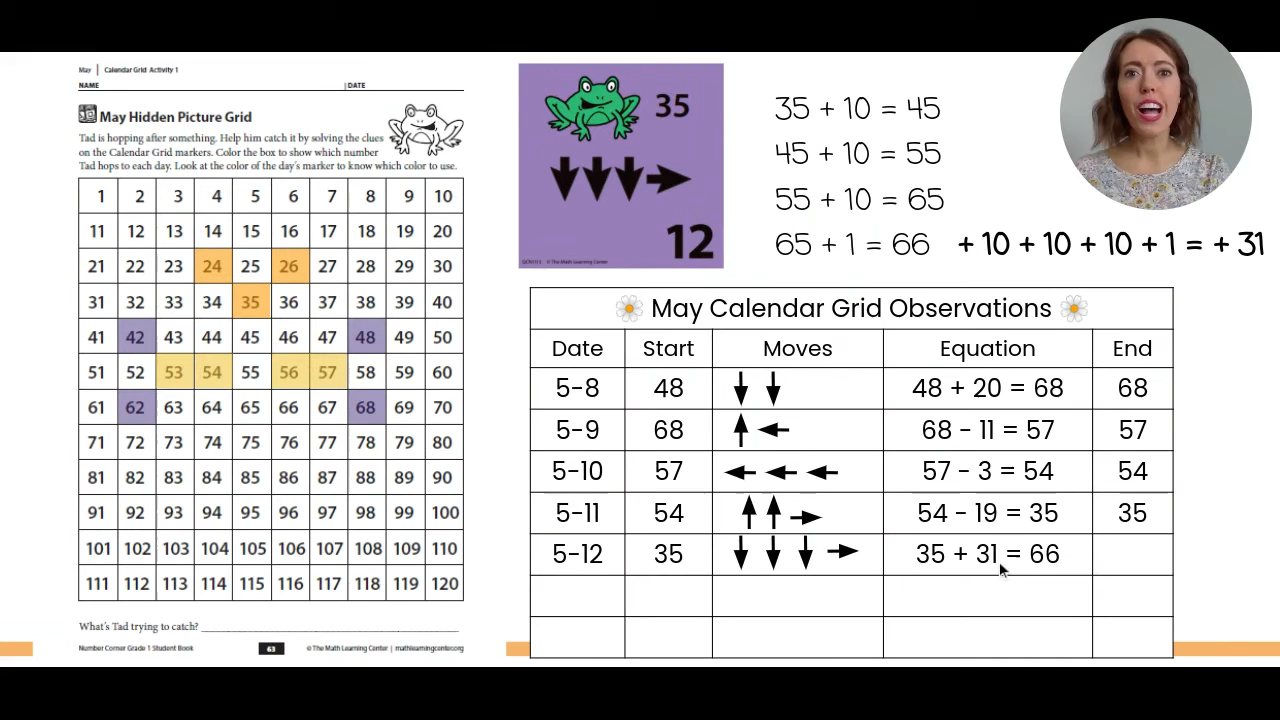 May | Calendar Grid Activity 1
NAME | DATE
May Hidden Picture Grid
Tad is hopping after something. Help him catch it by solving the clues
on the Calendar Grid markers. Color the box to show which number
Tad hops to each day. Look at the color of the day's marker to know which color to use.
1 2 3 4 5 6 7 8 9 10
11 12 13 14 15 16 17 18 19 20
21 22 23 24 25 26 27 28 29 30
31 32 33 34 35 36 37 38 39 40
41 42 43 44 45 46 47 48 49 50
51 52 53 54 55 56 57 58 59 60
61 62 63 64 65 66 67 68 69 70
71 72 73 74 75 76 77 78 79 80
81 82 83 84 85 86 87 88 89 90
91 92 93 94 95 96 97 98 99 100
101 102 103 104 105 106 107 108 109 110
111 112 113 114 115 116 117 118 119 120
What's Tad trying to catch?
Number Corner Grade 1 Student Book 63 © The Math Learning Center | mathlearningcenter.org
35
12
© The Math Learning Center
35 + 10 = 45
45 + 10 = 55
55 + 10 = 65
65 + 1 = 66 + 10 + 10 + 10 + 1 = + 31
May Calendar Grid Observations
Date Start Moves Equation End
5-8 48 48 + 20 = 68 68
5-9 68 68 - 11 = 57 57
5-10 57 57 - 3 = 54 54
5-11 54 54 - 19 = 35 35
5-12 35 35 + 31 = 66